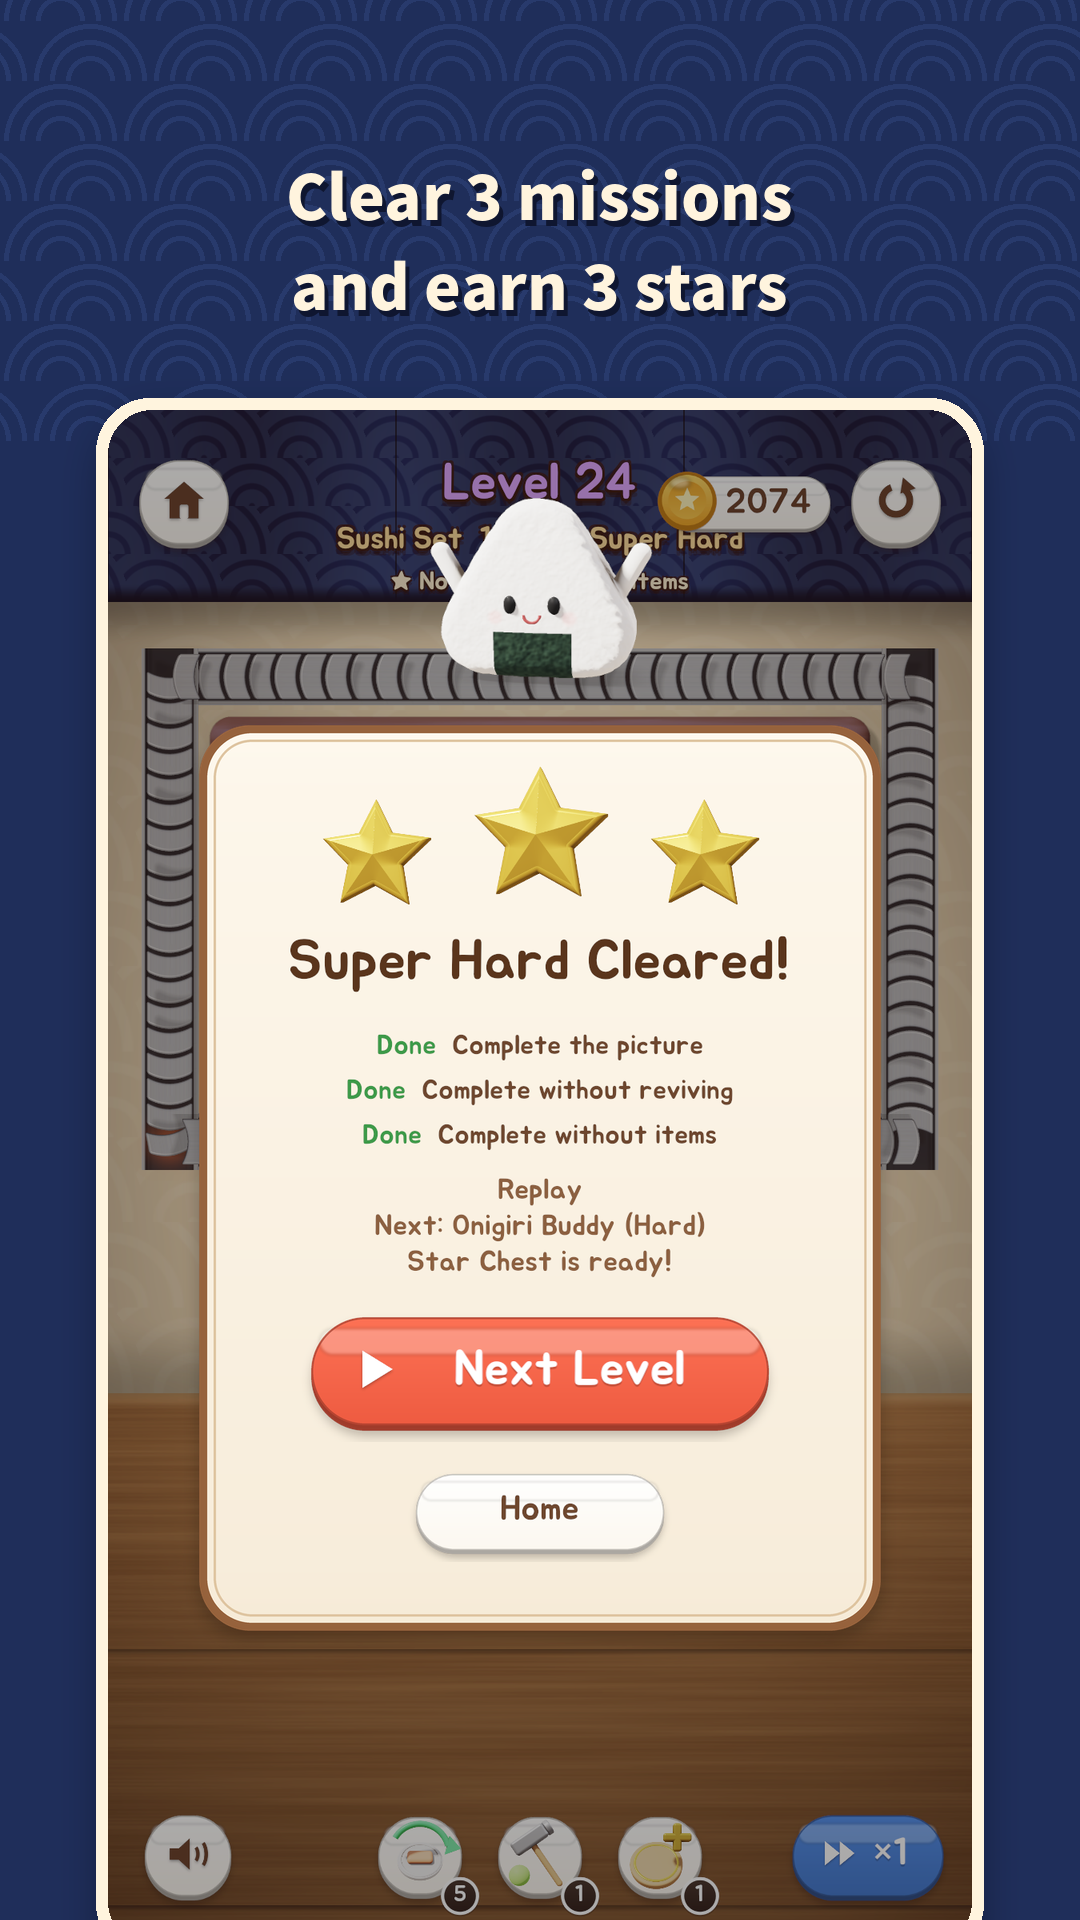 Clear 3 missions
and earn 3 stars
Level 24
2074
Sushi Set
Super Hard
No
Super Hard Cleared!
Done Complete the picture
Done Complete without reviving
Done Complete without items
Replay
Next: Onigiri Buddy (Hard)
Star Chest is ready!
Next Level
Home
5
1
1
×1